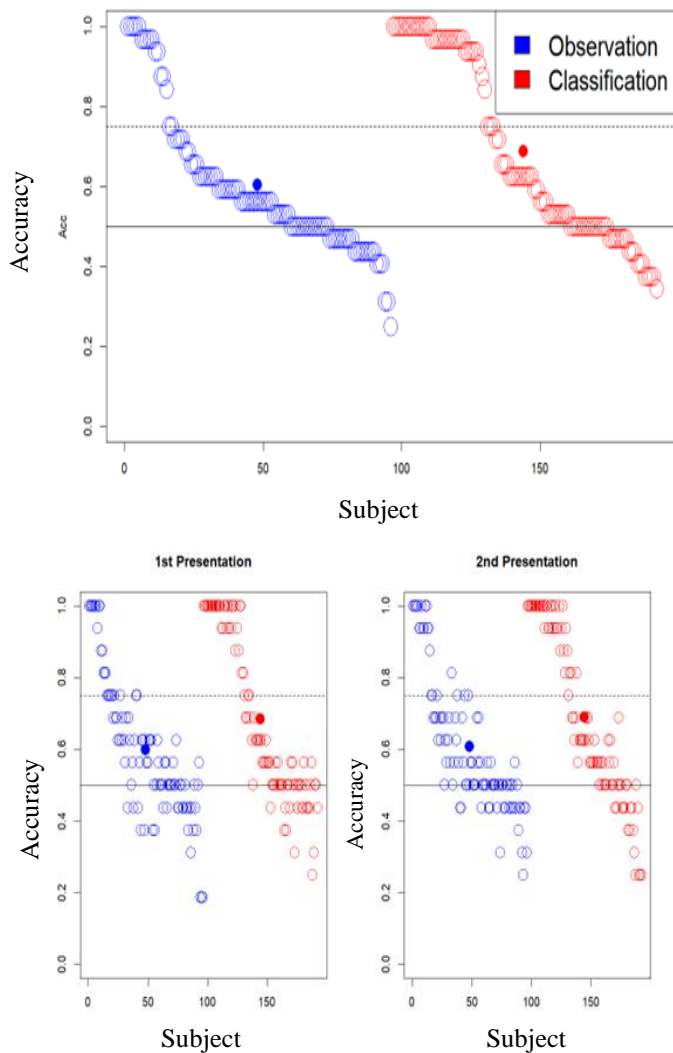 Observation
Classification
Accuracy
Acc
0.0 0.2 0.4 0.6 0.8 1.0
0 50 100 150
Subject
1st Presentation
2nd Presentation
Accuracy
0.0 0.2 0.4 0.6 0.8 1.0
0 50 100 150
Subject
Accuracy
0.0 0.2 0.4 0.6 0.8 1.0
0 50 100 150
Subject